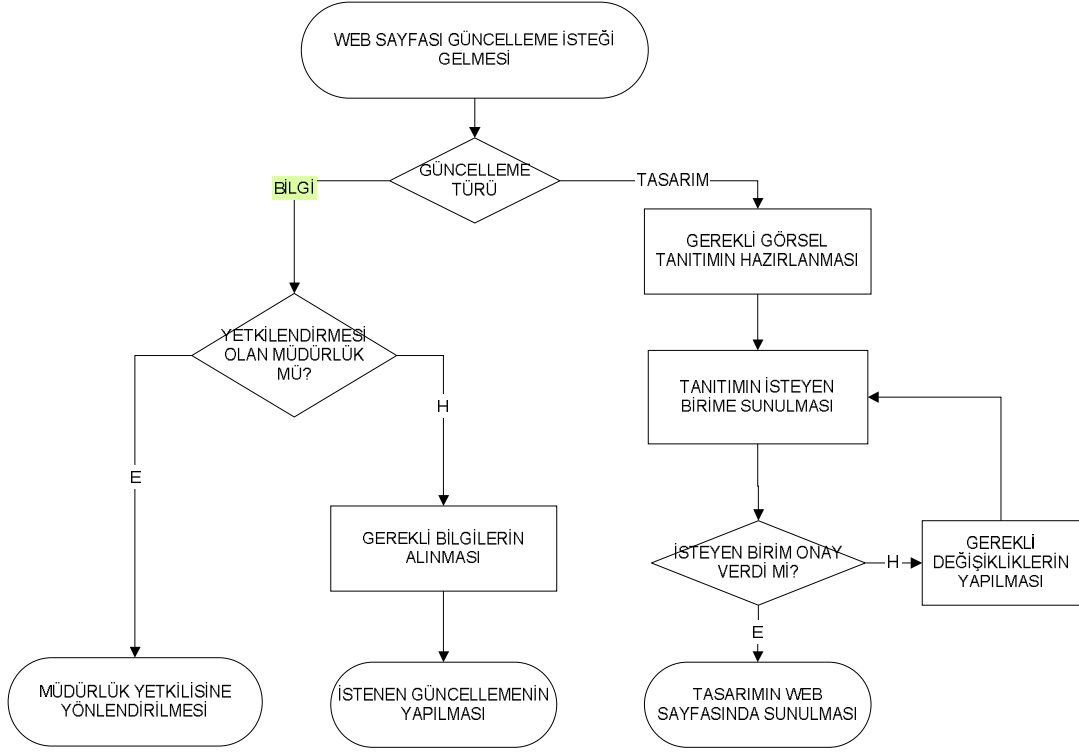 WEB SAYFASI GÜNCELLEME İSTEĞİ
GELMESİ
GÜNCELLEME
TÜRÜ
BİLGİ
TASARIM
GEREKLİ GÖRSEL
TANITIMIN HAZIRLANMASI
YETKİLENDİRMESİ
OLAN MÜDÜRLÜK
MÜ?
TANITIMIN İSTEYEN
BİRİME SUNULMASI
H
E
GEREKLİ BİLGİLERİN
ALINMASI
İSTEYEN BİRİM ONAY
VERDİ Mİ?
H
GEREKLİ
DEĞİŞİKLİKLERİN
YAPILMASI
E
MÜDÜRLÜK YETKİLİSİNE
YÖNLENDİRİLMESİ
İSTENEN GÜNCELLEMENİN
YAPILMASI
TASARIMIN WEB
SAYFASINDA SUNULMASI